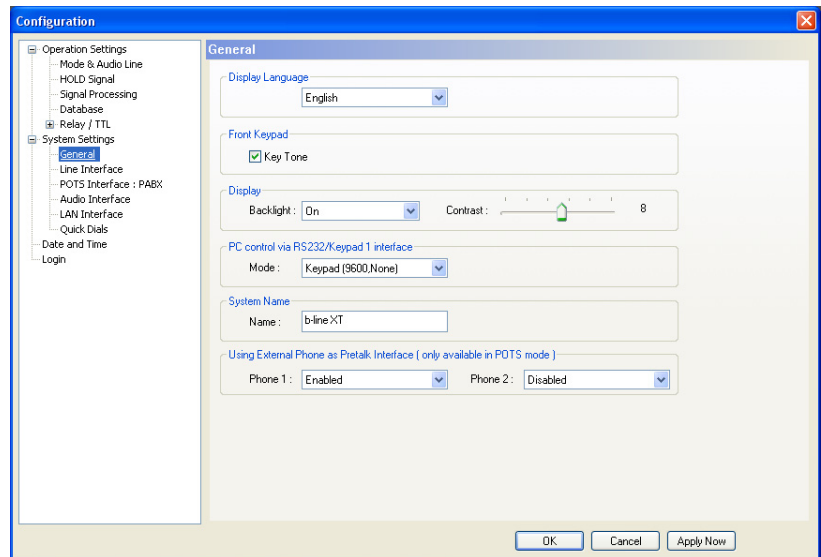 Configuration
Operation Settings
Mode & Audio Line
HOLD Signal
Signal Processing
Database
Relay / TTL
System Settings
General
Line Interface
POTS Interface : PABX
Audio Interface
LAN Interface
Quick Dials
Date and Time
Login
General
Display Language
English
Front Keypad
Key Tone
Display
Backlight : On Contrast : 8
PC control via RS232/Keypad 1 interface
Mode : Keypad (9600,None)
System Name
Name : b-line XT
Using External Phone as Pretalk Interface ( only available in POTS mode )
Phone 1 : Enabled Phone 2 : Disabled
OK Cancel Apply Now